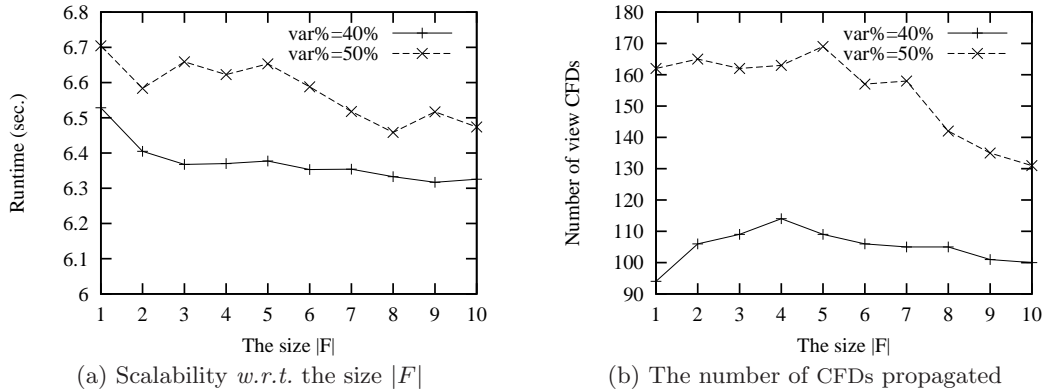 6.8
6.7
6.6
6.5
6.4
6.3
6.2
6.1
6
Runtime (sec.)
var%=40%
var%=50%
1 2 3 4 5 6 7 8 9 10
The size |F|
(a) Scalability w.r.t. the size |F|
180
170
160
150
140
130
120
110
100
90
Number of view CFDs
var%=40%
var%=50%
1 2 3 4 5 6 7 8 9 10
The size |F|
(b) The number of CFDs propagated